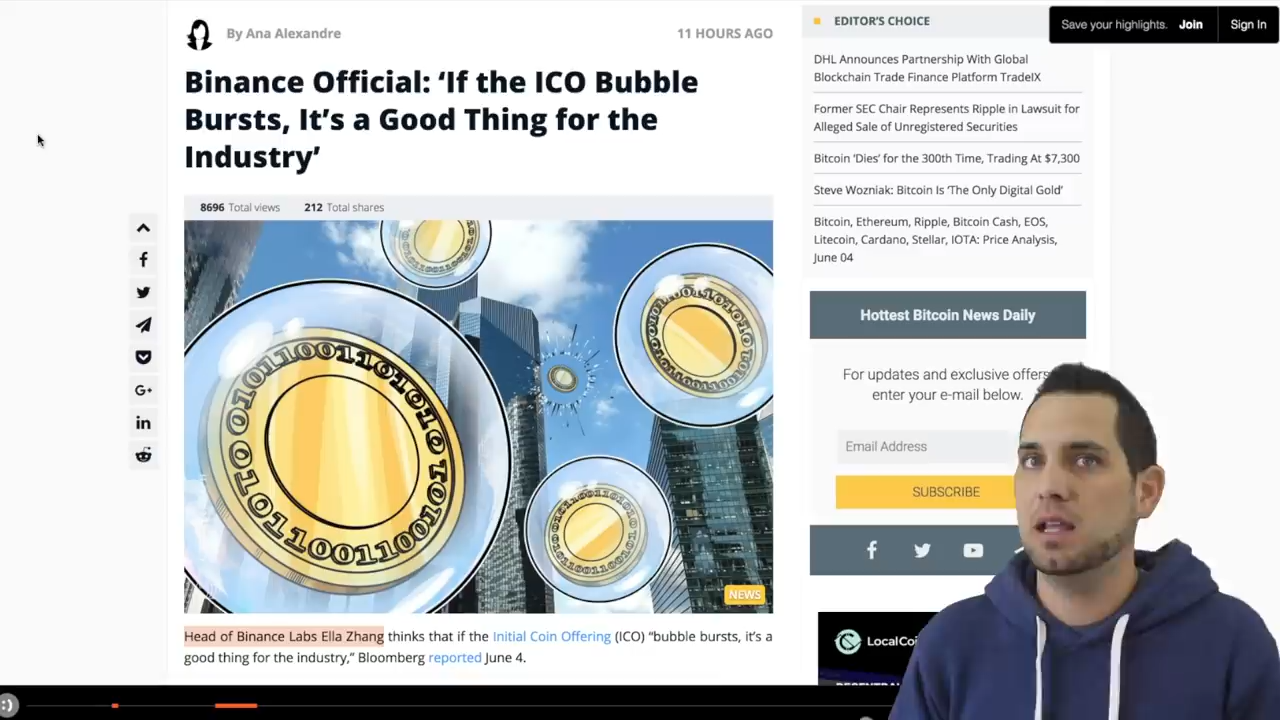 By Ana Alexandre
11 HOURS AGO
Binance Official: ‘If the ICO Bubble
Bursts, It’s a Good Thing for the
Industry’
8696 Total views 212 Total shares
NEWS
Head of Binance Labs Ella Zhang thinks that if the Initial Coin Offering (ICO) “bubble bursts, it’s a
good thing for the industry,” Bloomberg reported June 4.
EDITOR’S CHOICE
Save your highlights. Join Sign In
DHL Announces Partnership With Global
Blockchain Trade Finance Platform TradeIX
Former SEC Chair Represents Ripple in Lawsuit for
Alleged Sale of Unregistered Securities
Bitcoin ‘Dies’ for the 300th Time, Trading At $7,300
Steve Wozniak: Bitcoin Is ‘The Only Digital Gold’
Bitcoin, Ethereum, Ripple, Bitcoin Cash, EOS,
Litecoin, Cardano, Stellar, IOTA: Price Analysis,
June 04
Hottest Bitcoin News Daily
For updates and exclusive offers
enter your e-mail below.
Email Address
SUBSCRIBE
LocalCoi